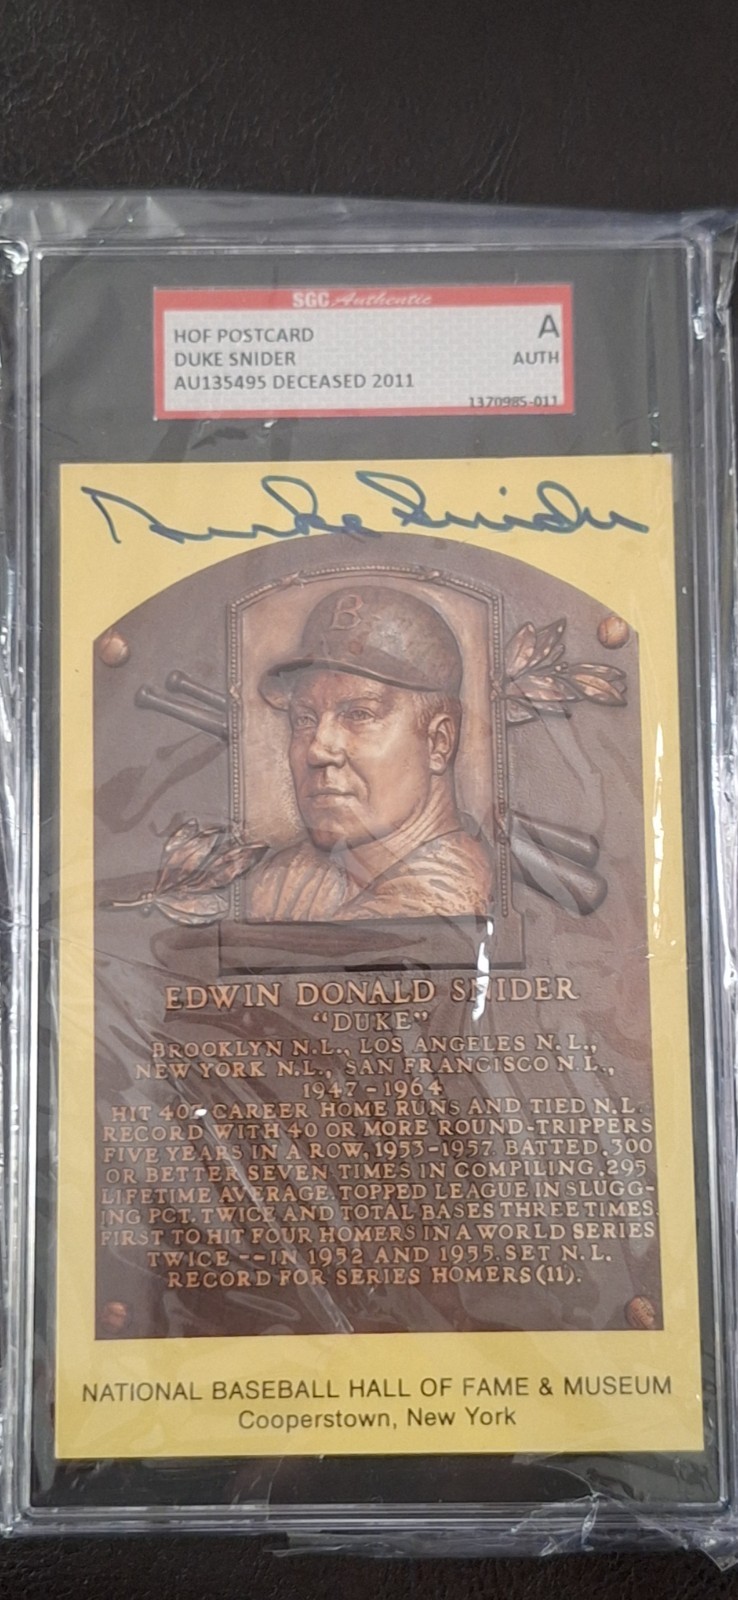 SGC Authentic
HOF POSTCARD
DUKE SNIDER
AU135495 DECEASED 2011
A
AUTH
1370985-011
Duke Snider
B
EDWIN DONALD SNIDER
"DUKE"
BROOKLYN N.L., LOS ANGELES N.L.,
NEW YORK N.L., SAN FRANCISCO N.L.,
1947-1964
HIT 407 CAREER HOME RUNS AND TIED N.L.
RECORD WITH 40 OR MORE ROUND-TRIPPERS
FIVE YEARS IN A ROW, 1953-1957. BATTED .300
OR BETTER SEVEN TIMES IN COMPILING .295
LIFETIME AVERAGE. TOPPED LEAGUE IN SLUGG-
ING PCT. TWICE AND TOTAL BASES THREE TIMES.
FIRST TO HIT FOUR HOMERS IN A WORLD SERIES
TWICE -- IN 1952 AND 1955. SET N.L.
RECORD FOR SERIES HOMERS (11).
NATIONAL BASEBALL HALL OF FAME & MUSEUM
Cooperstown, New York